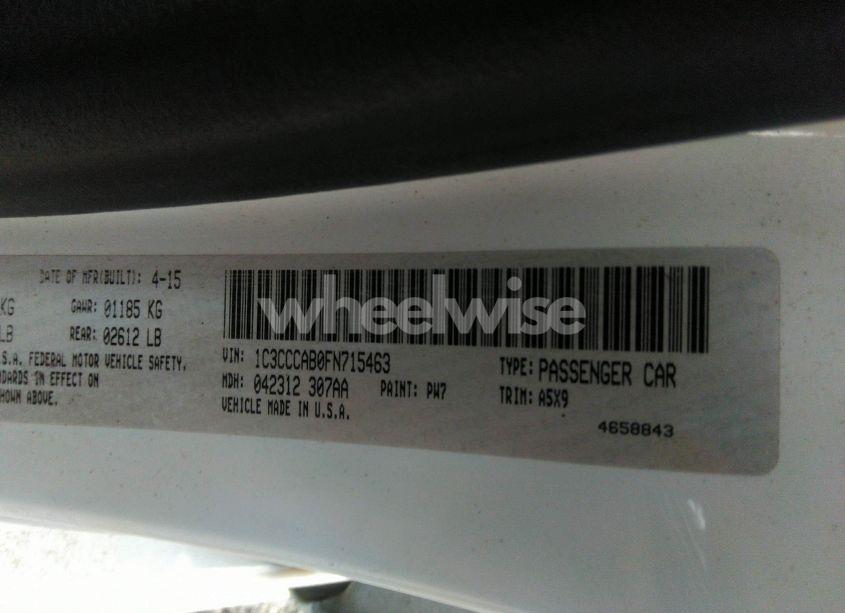 DATE OF MFR(BUILT): 4-15
KG GAWR: 01185 KG
LB REAR: 02612 LB
.S.A. FEDERAL MOTOR VEHICLE SAFETY,
NDARDS IN EFFECT ON
HOWN ABOVE.
wheelwise
VIN: 1C3CCCAB0FN715463
TYPE: PASSENGER CAR
MDH: 042312 307AA PAINT: PW7
TRIM: A5X9
VEHICLE MADE IN U.S.A.
4658843